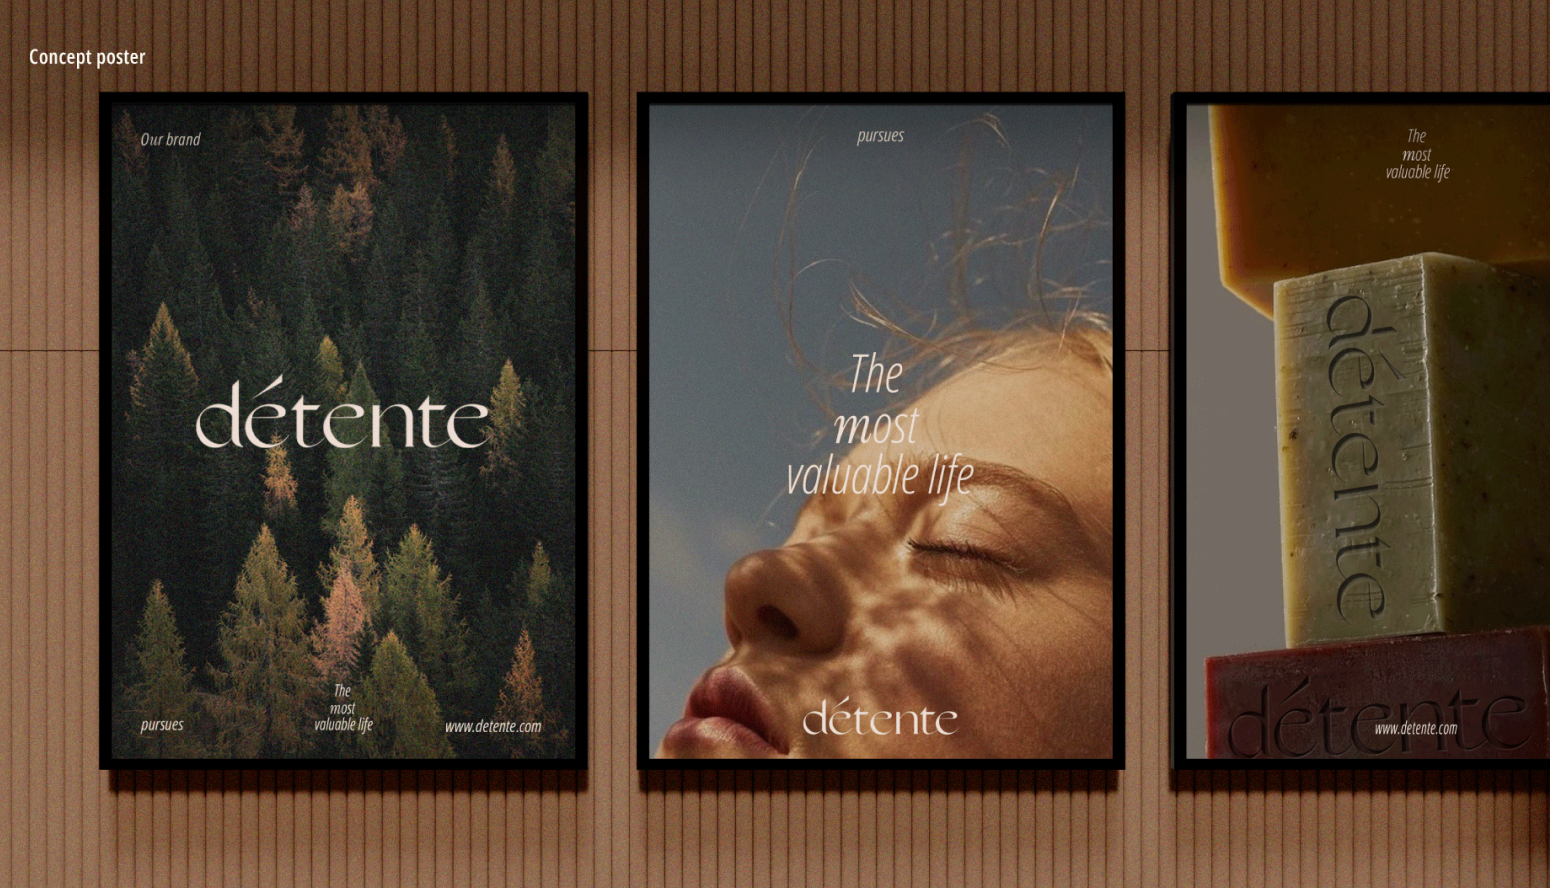 Concept poster
Our brand
détente
pursues
The
most
valuable life
www.detente.com
pursues
The
most
valuable life
détente
The
most
valuable life
détente
détente
www.detente.com